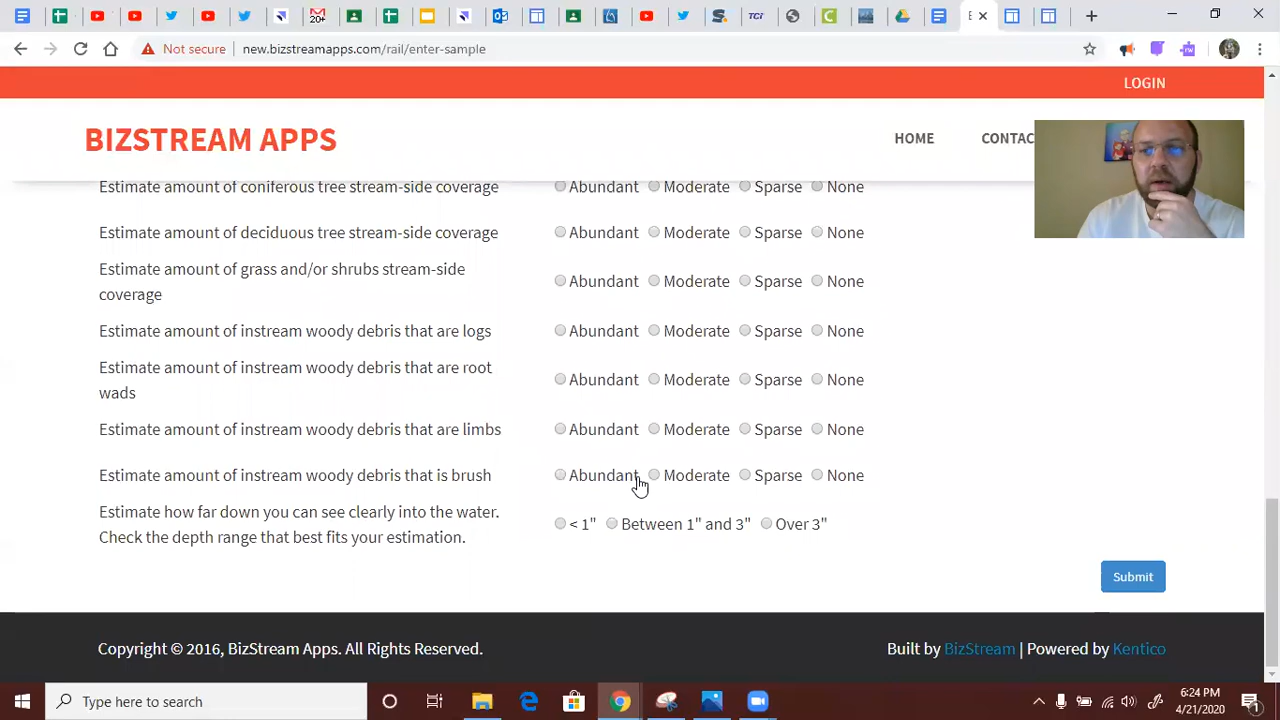 20+
TCI
E
Not secure
new.bizstreamapps.com/rail/enter-sample
LOGIN
BIZSTREAM APPS
HOME CONTAC
Estimate amount of coniferous tree stream-side coverage Abundant Moderate Sparse None
Estimate amount of deciduous tree stream-side coverage Abundant Moderate Sparse None
Estimate amount of grass and/or shrubs stream-side
coverage Abundant Moderate Sparse None
Estimate amount of instream woody debris that are logs Abundant Moderate Sparse None
Estimate amount of instream woody debris that are root
wads Abundant Moderate Sparse None
Estimate amount of instream woody debris that are limbs Abundant Moderate Sparse None
Estimate amount of instream woody debris that is brush Abundant Moderate Sparse None
Estimate how far down you can see clearly into the water.
Check the depth range that best fits your estimation. < 1" Between 1" and 3" Over 3"
Submit
Copyright © 2016, BizStream Apps. All Rights Reserved. Built by BizStream | Powered by Kentico
Type here to search
6:24 PM
4/21/2020